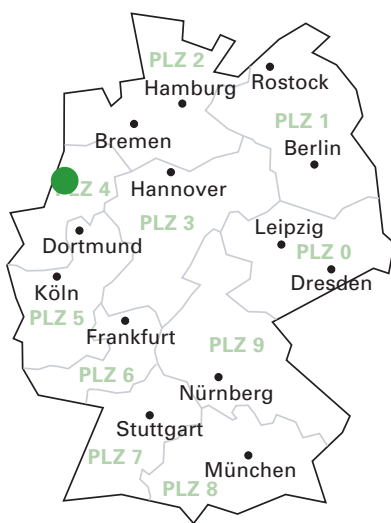 PLZ 2
Rostock
Hamburg
PLZ 1
Bremen
Berlin
PLZ 4
Hannover
PLZ 3
Leipzig
Dortmund
PLZ 0
Dresden
Köln
PLZ 5
Frankfurt
PLZ 9
PLZ 6
Nürnberg
Stuttgart
PLZ 7
München
PLZ 8